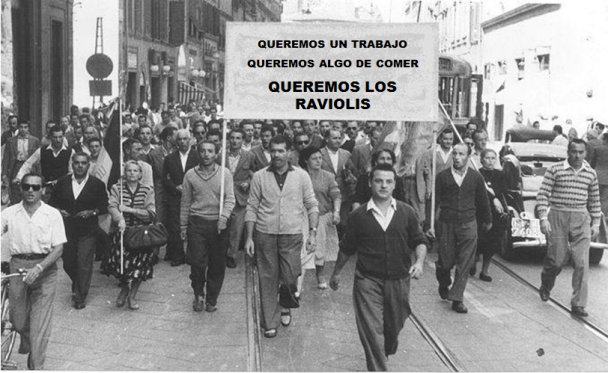 QUEREMOS UN TRABAJO
QUEREMOS ALGO DE COMER
QUEREMOS LOS
RAVIOLIS